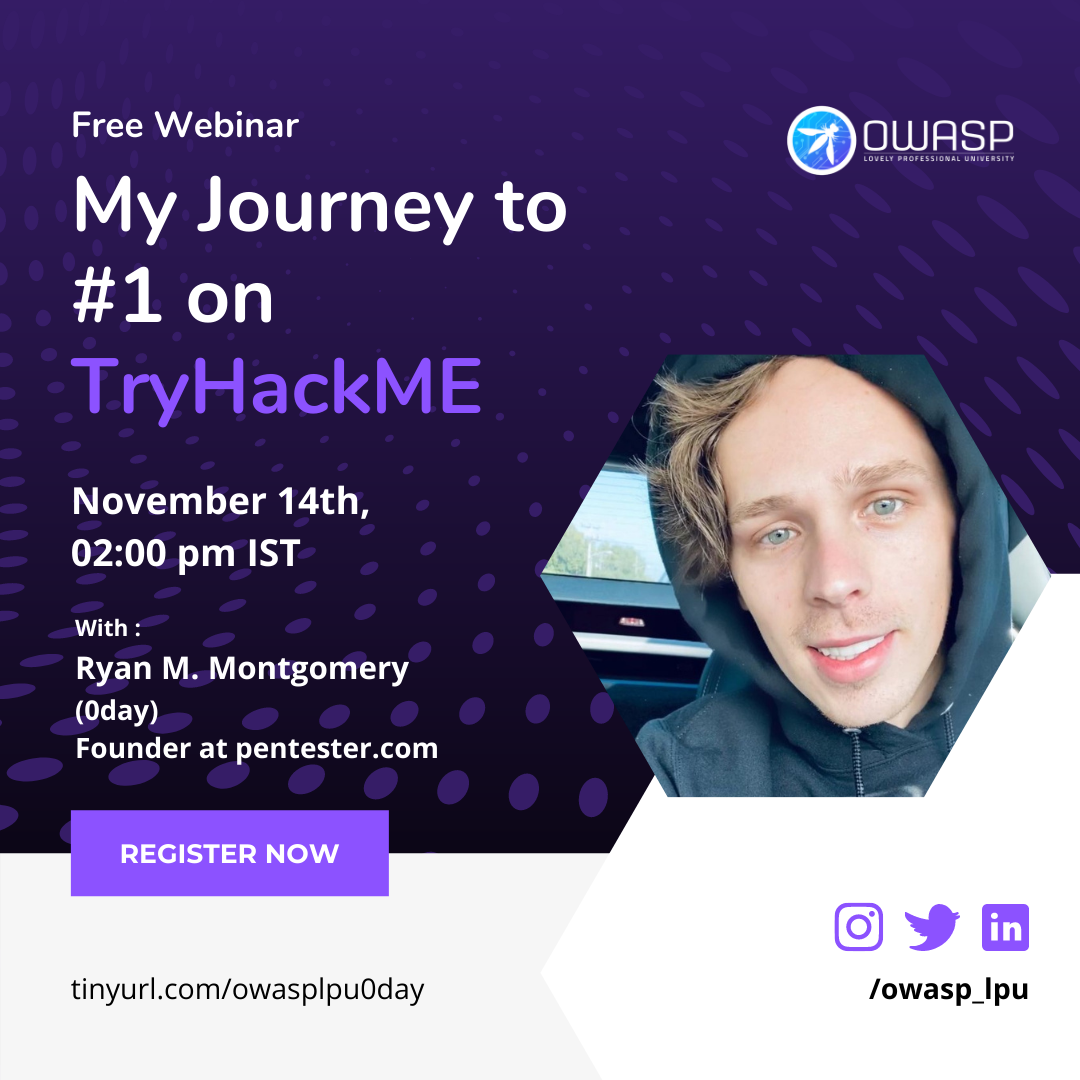 Free Webinar
OWASP
LOVELY PROFESSIONAL UNIVERSITY
My Journey to
#1 on
TryHackME
November 14th,
02:00 pm IST
With :
Ryan M. Montgomery
(0day)
Founder at pentester.com
REGISTER NOW
tinyurl.com/owasplpu0day
/owasp_lpu